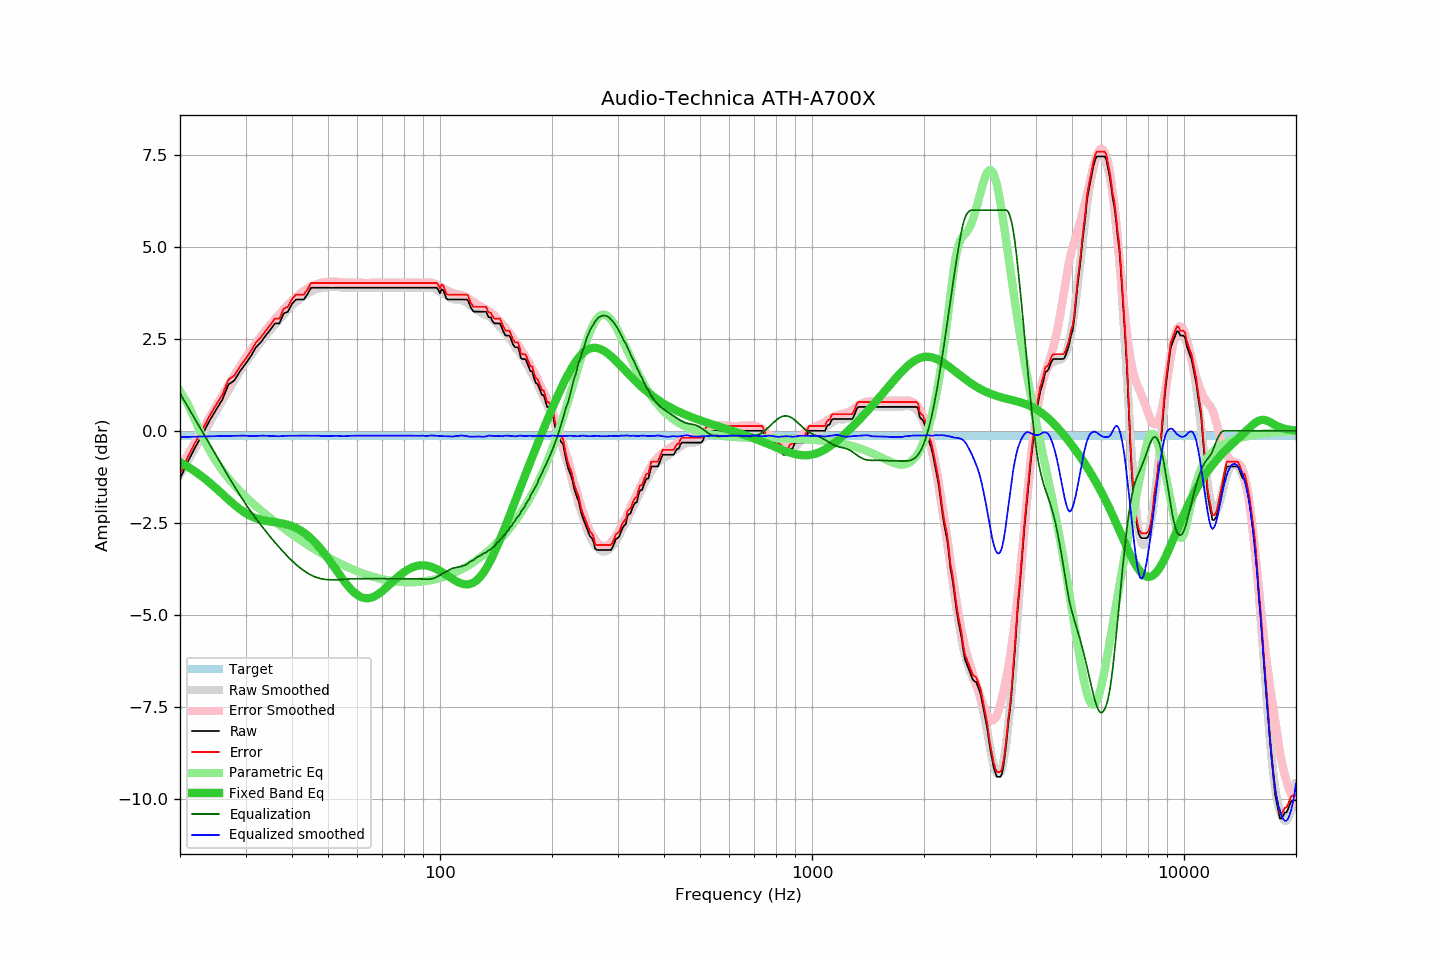 Audio-Technica ATH-A700X
7.5
5.0
2.5
0.0
−2.5
−5.0
−7.5
−10.0
Amplitude (dBr)
Target
Raw Smoothed
Error Smoothed
Raw
Error
Parametric Eq
Fixed Band Eq
Equalization
Equalized smoothed
100
1000
10000
Frequency (Hz)